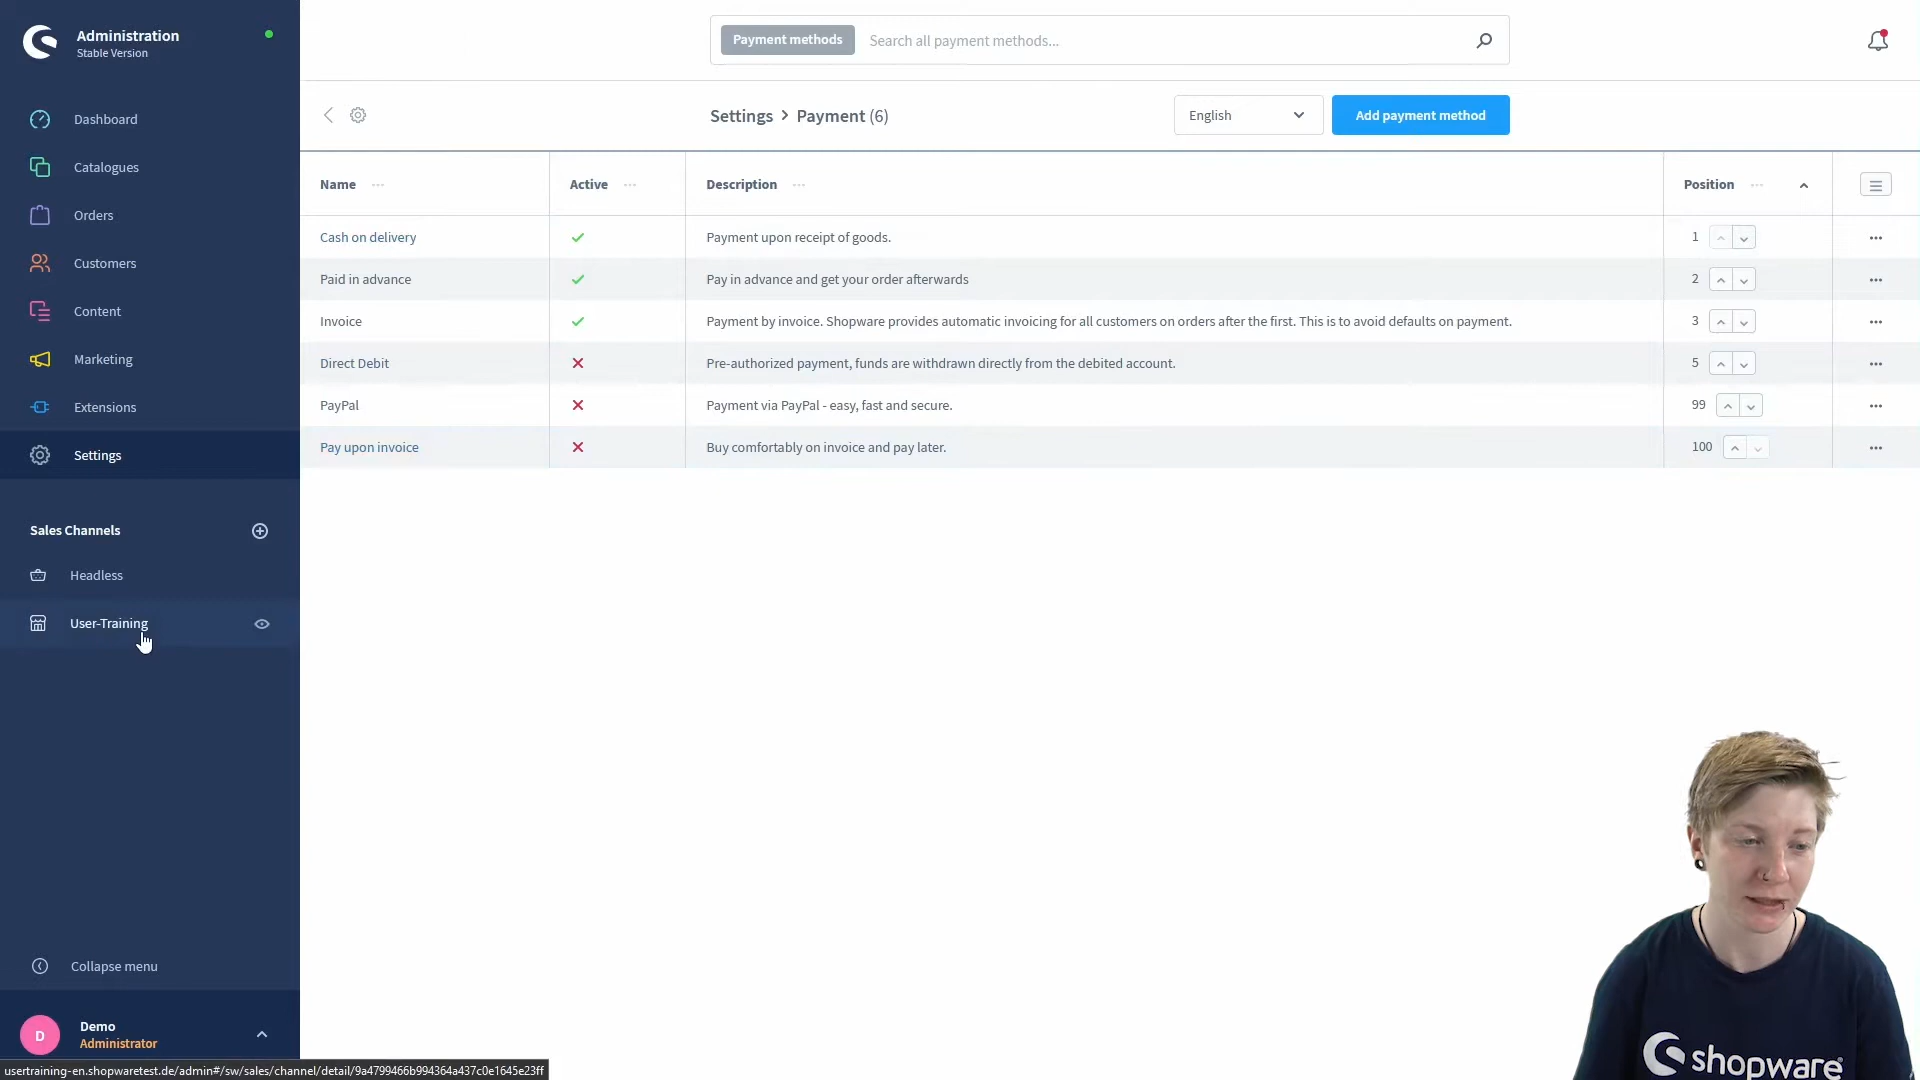 Administration
Stable Version
Dashboard
Catalogues
Orders
Customers
Content
Marketing
Extensions
Settings
Sales Channels
Headless
User-Training
Collapse menu
D
Demo
Administrator
usertraining-en.shopwaretest.de/admin#/sw/sales/channel/detail/9a4799466b994364a437c0e1645e23ff
Payment methods Search all payment methods...
Settings > Payment (6)
English
Add payment method
Name Active Description Position
Cash on delivery Payment upon receipt of goods. 1
Paid in advance Pay in advance and get your order afterwards 2
Invoice Payment by invoice. Shopware provides automatic invoicing for all customers on orders after the first. This is to avoid defaults on payment. 3
Direct Debit Pre-authorized payment, funds are withdrawn directly from the debited account. 5
PayPal Payment via PayPal - easy, fast and secure. 99
Pay upon invoice Buy comfortably on invoice and pay later. 100
shopware